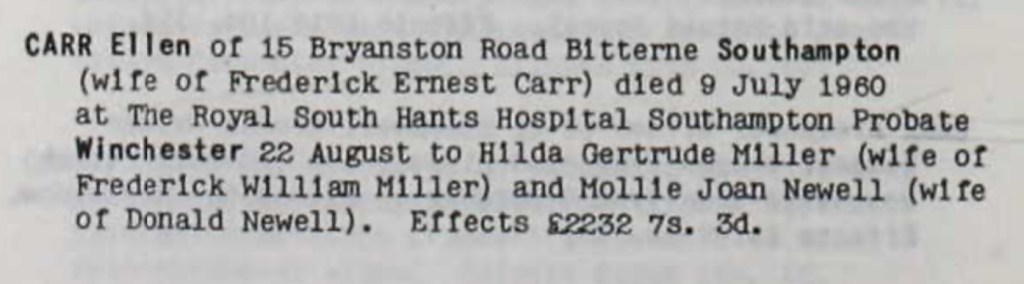 CARR Ellen of 15 Bryanston Road Bitterne Southampton
(wife of Frederick Ernest Carr) died 9 July 1960
at The Royal South Hants Hospital Southampton Probate
Winchester 22 August to Hilda Gertrude Miller (wife of
Frederick William Miller) and Mollie Joan Newell (wife
of Donald Newell). Effects £2232 7s. 3d.